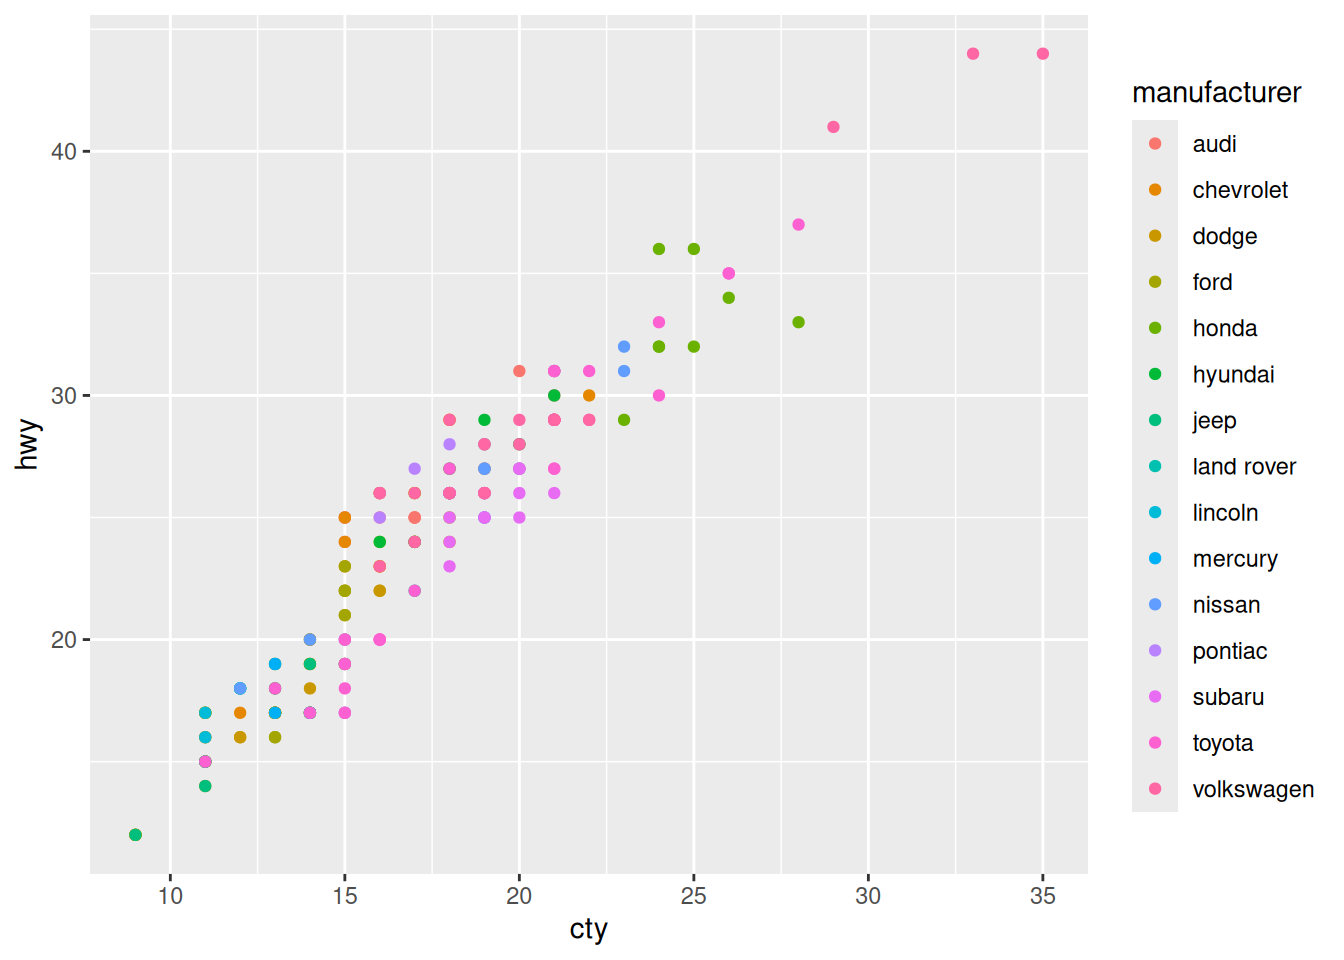 manufacturer
audi
chevrolet
dodge
ford
honda
hyundai
jeep
land rover
lincoln
mercury
nissan
pontiac
subaru
toyota
volkswagen
hwy
40
30
20
10 15 20 25 30 35
cty